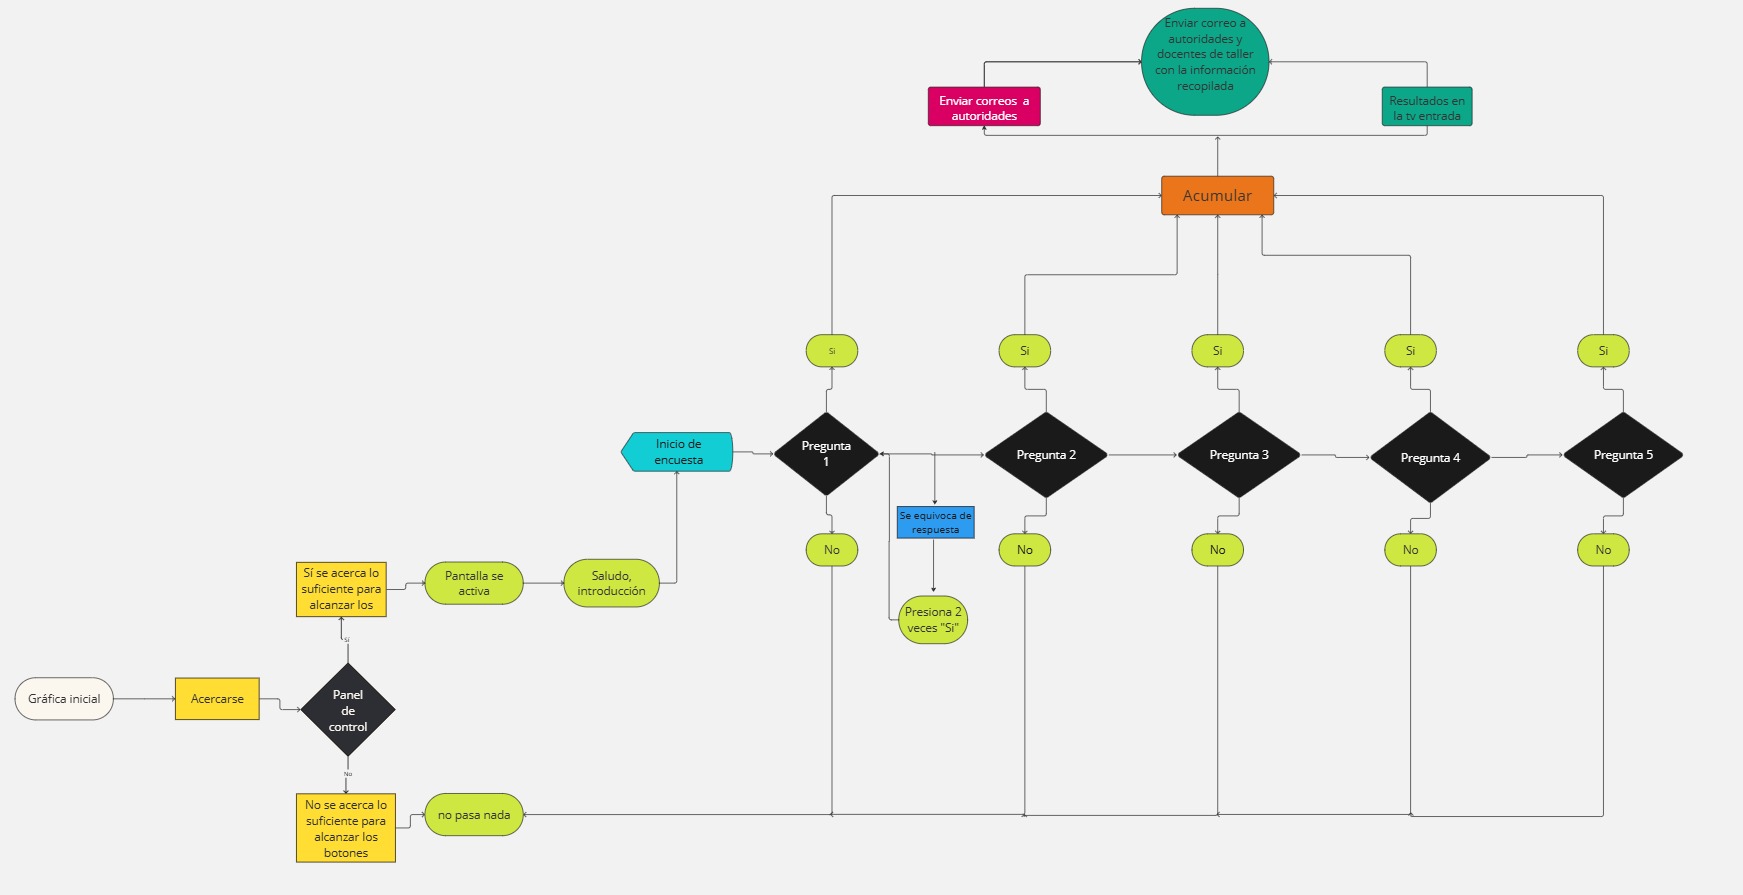 Enviar correo a
autoridades y
docentes de taller
con la información
recopilada
Enviar correos a
autoridades
Resultados en
la tv entrada
Acumular
Si
Si
Si
Si
Si
Inicio de
encuesta
Pregunta
1
Pregunta 2
Pregunta 3
Pregunta 4
Pregunta 5
Se equivoca de
respuesta
No
No
No
No
No
Presiona 2
veces "Si"
Sí se acerca lo
suficiente para
alcanzar los
Pantalla se
activa
Saludo,
introducción
Sí
Gráfica inicial
Acercarse
Panel
de
control
No
No se acerca lo
suficiente para
alcanzar los
botones
no pasa nada